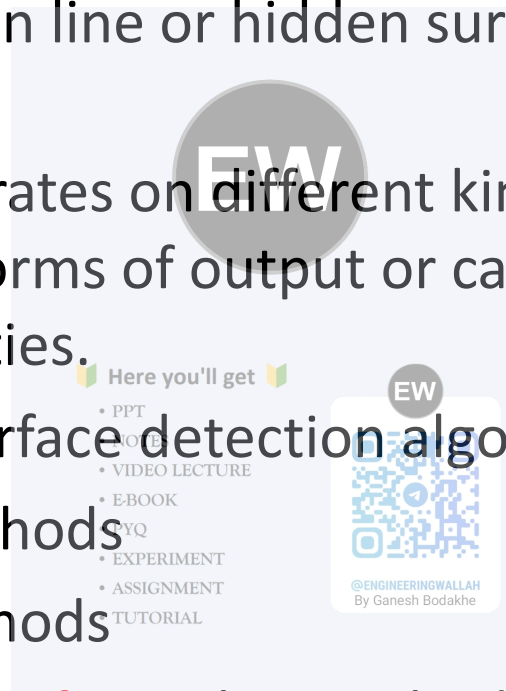 n line or hidden sur
EW
rates on different kin
orms of output or ca
ties.
Here you'll get
EW
• PPT
rface detection algo
• NOTES
• VIDEO LECTURE
• E-BOOK
hods
• PYQ
• EXPERIMENT
• ASSIGNMENT
@ENGINEERINGWALLAH
By Ganesh Bodakhe
hods
• TUTORIAL